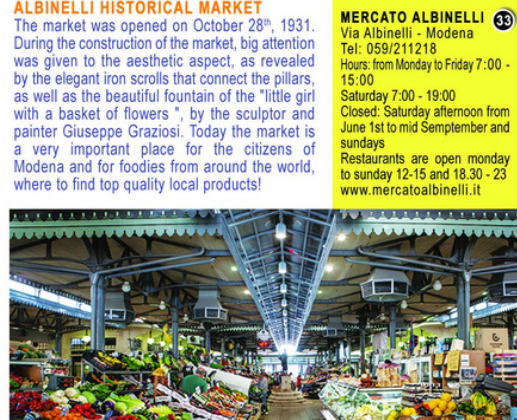 ALBINELLI HISTORICAL MARKET
The market was opened on October 28th, 1931.
During the construction of the market, big attention
was given to the aesthetic aspect, as revealed
by the elegant iron scrolls that connect the pillars,
as well as the beautiful fountain of the "little girl
with a basket of flowers ", by the sculptor and
painter Giuseppe Graziosi. Today the market is
a very important place for the citizens of
Modena and for foodies from around the world,
where to find top quality local products!
MERCATO ALBINELLI 33
Via Albinelli - Modena
Tel: 059/211218
Hours: from Monday to Friday 7:00 -
15:00
Saturday 7:00 - 19:00
Closed: Saturday afternoon from
June 1st to mid Semptember and
sundays
Restaurants are open monday
to sunday 12-15 and 18.30 - 23
www.mercatoalbinelli.it